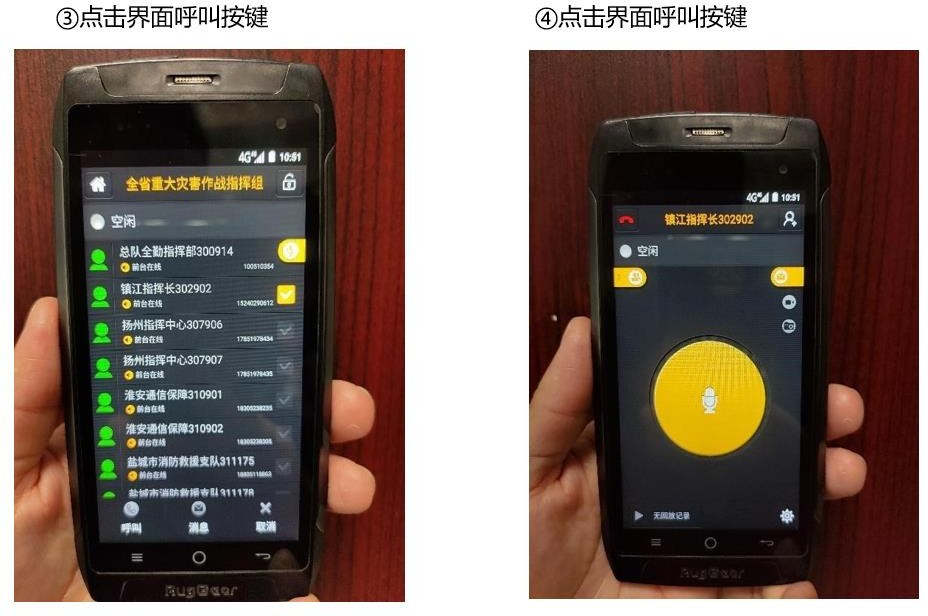 ③点击界面呼叫按键
④点击界面呼叫按键
4G 10:51
全省重大灾害作战指挥组
空闲
总队全勤指挥部300914
前台在线 100510354
镇江指挥长302902
前台在线 15240290612
扬州指挥中心307906
前台在线 17851978434
扬州指挥中心307907
前台在线 17851978435
淮安通信保障310901
前台在线 18305238235
淮安通信保障310902
前台在线
盐城市消防救援支队311175
前台在线
盐城市消防救援支队311178
呼叫 消息 取消
RugGear
4G 10:51
镇江指挥长302902
空闲
无回放记录
RugGear